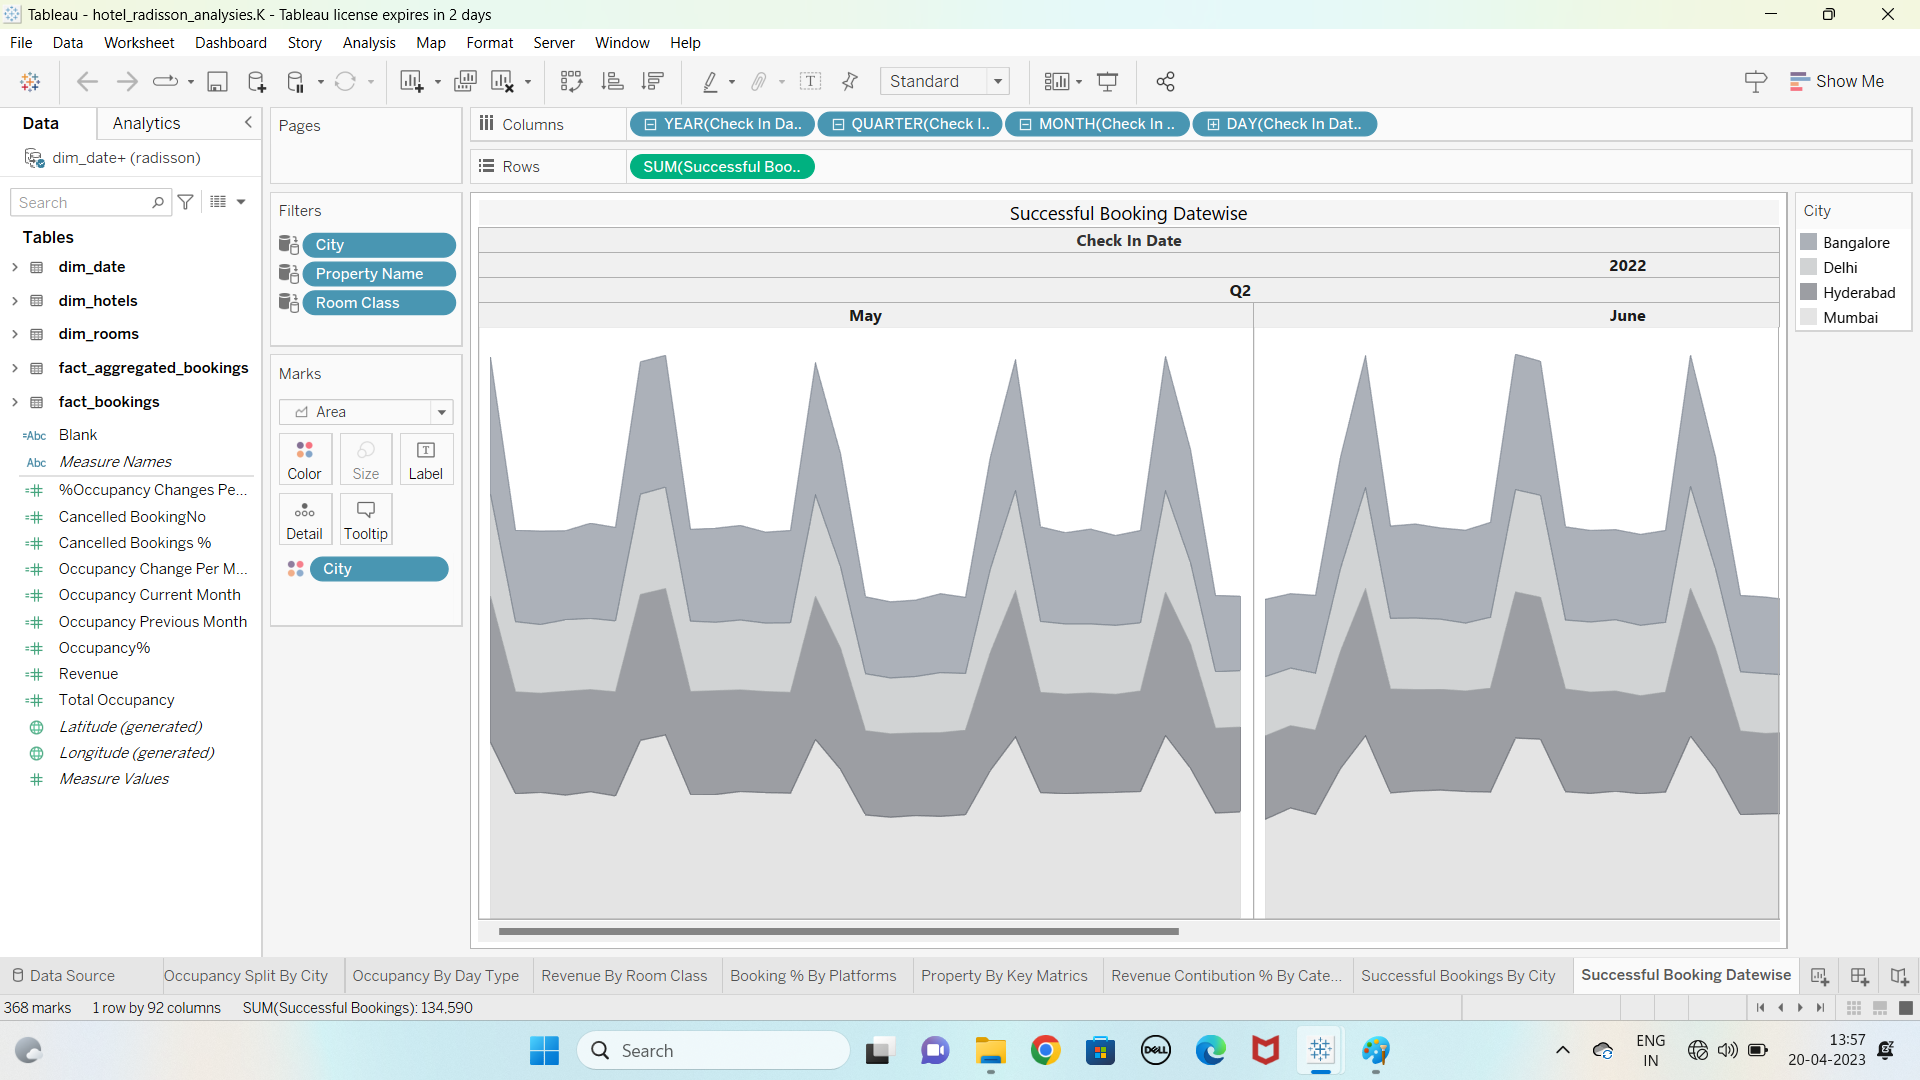 Tableau - hotel_radisson_analysies.K - Tableau license expires in 2 days
File Data Worksheet Dashboard Story Analysis Map Format Server Window Help
Standard
Show Me
Data Analytics
dim_date+ (radisson)
Search
Tables
dim_date
dim_hotels
dim_rooms
fact_aggregated_bookings
fact_bookings
=Abc Blank
Abc Measure Names
=# %Occupancy Changes Pe...
=# Cancelled BookingNo
=# Cancelled Bookings %
=# Occupancy Change Per M...
=# Occupancy Current Month
=# Occupancy Previous Month
=# Occupancy%
=# Revenue
=# Total Occupancy
Latitude (generated)
Longitude (generated)
# Measure Values
Pages
Filters
City
Property Name
Room Class
Marks
Area
Color Size Label
Detail Tooltip
City
Columns YEAR(Check In Da.. QUARTER(Check I.. MONTH(Check In .. DAY(Check In Dat..
Rows SUM(Successful Boo..
Successful Booking Datewise
Check In Date
2022
Q2
May June
City
Bangalore
Delhi
Hyderabad
Mumbai
Data Source Occupancy Split By City Occupancy By Day Type Revenue By Room Class Booking % By Platforms Property By Key Matrics Revenue Contibution % By Cate... Successful Bookings By City Successful Booking Datewise
368 marks 1 row by 92 columns SUM(Successful Bookings): 134,590
Search
DELL
ENG
IN
13:57
20-04-2023